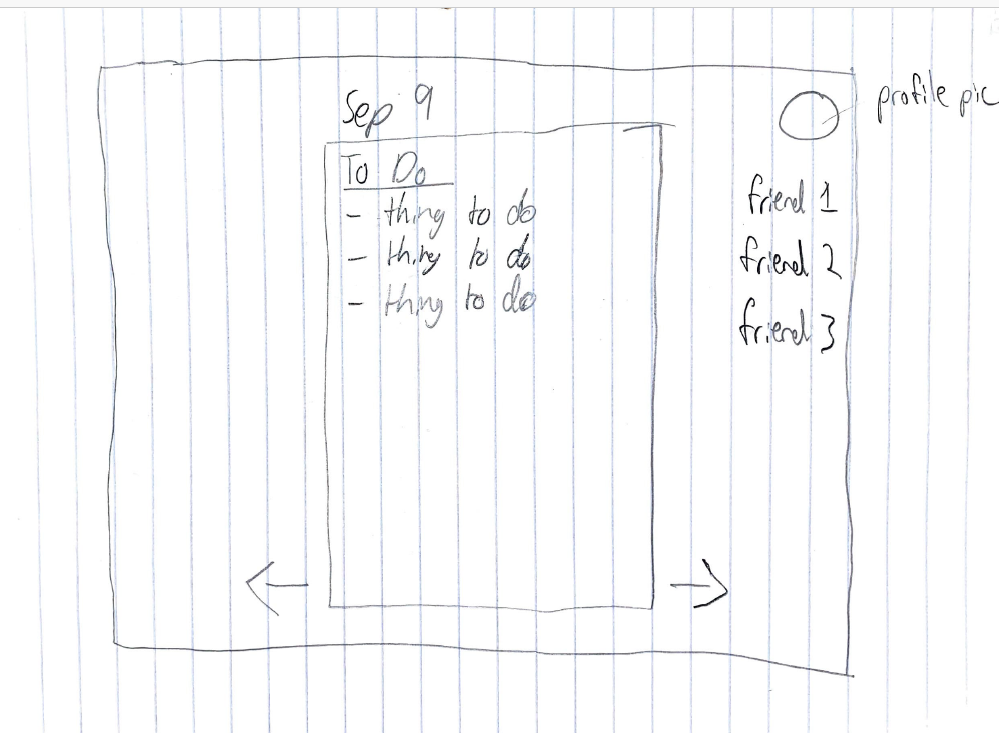 Sep 9
profile pic
To Do
- thing to do
- thing to do
- thing to do
friend 1
friend 2
friend 3